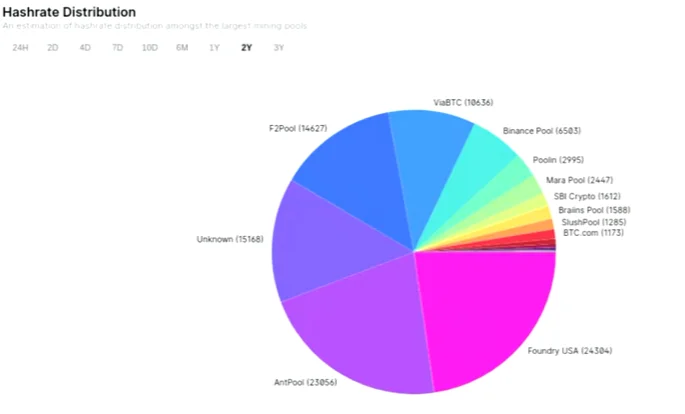 Hashrate Distribution
An estimation of hashrate distribution amongst the largest mining pools
24H 2D 4D 7D 10D 6M 1Y 2Y 3Y
ViaBTC (10636)
F2Pool (14627)
Binance Pool (6503)
Poolin (2995)
Mara Pool (2447)
SBI Crypto (1612)
Braiins Pool (1588)
SlushPool (1285)
BTC.com (1173)
Unknown (15168)
Foundry USA (24304)
AntPool (23056)